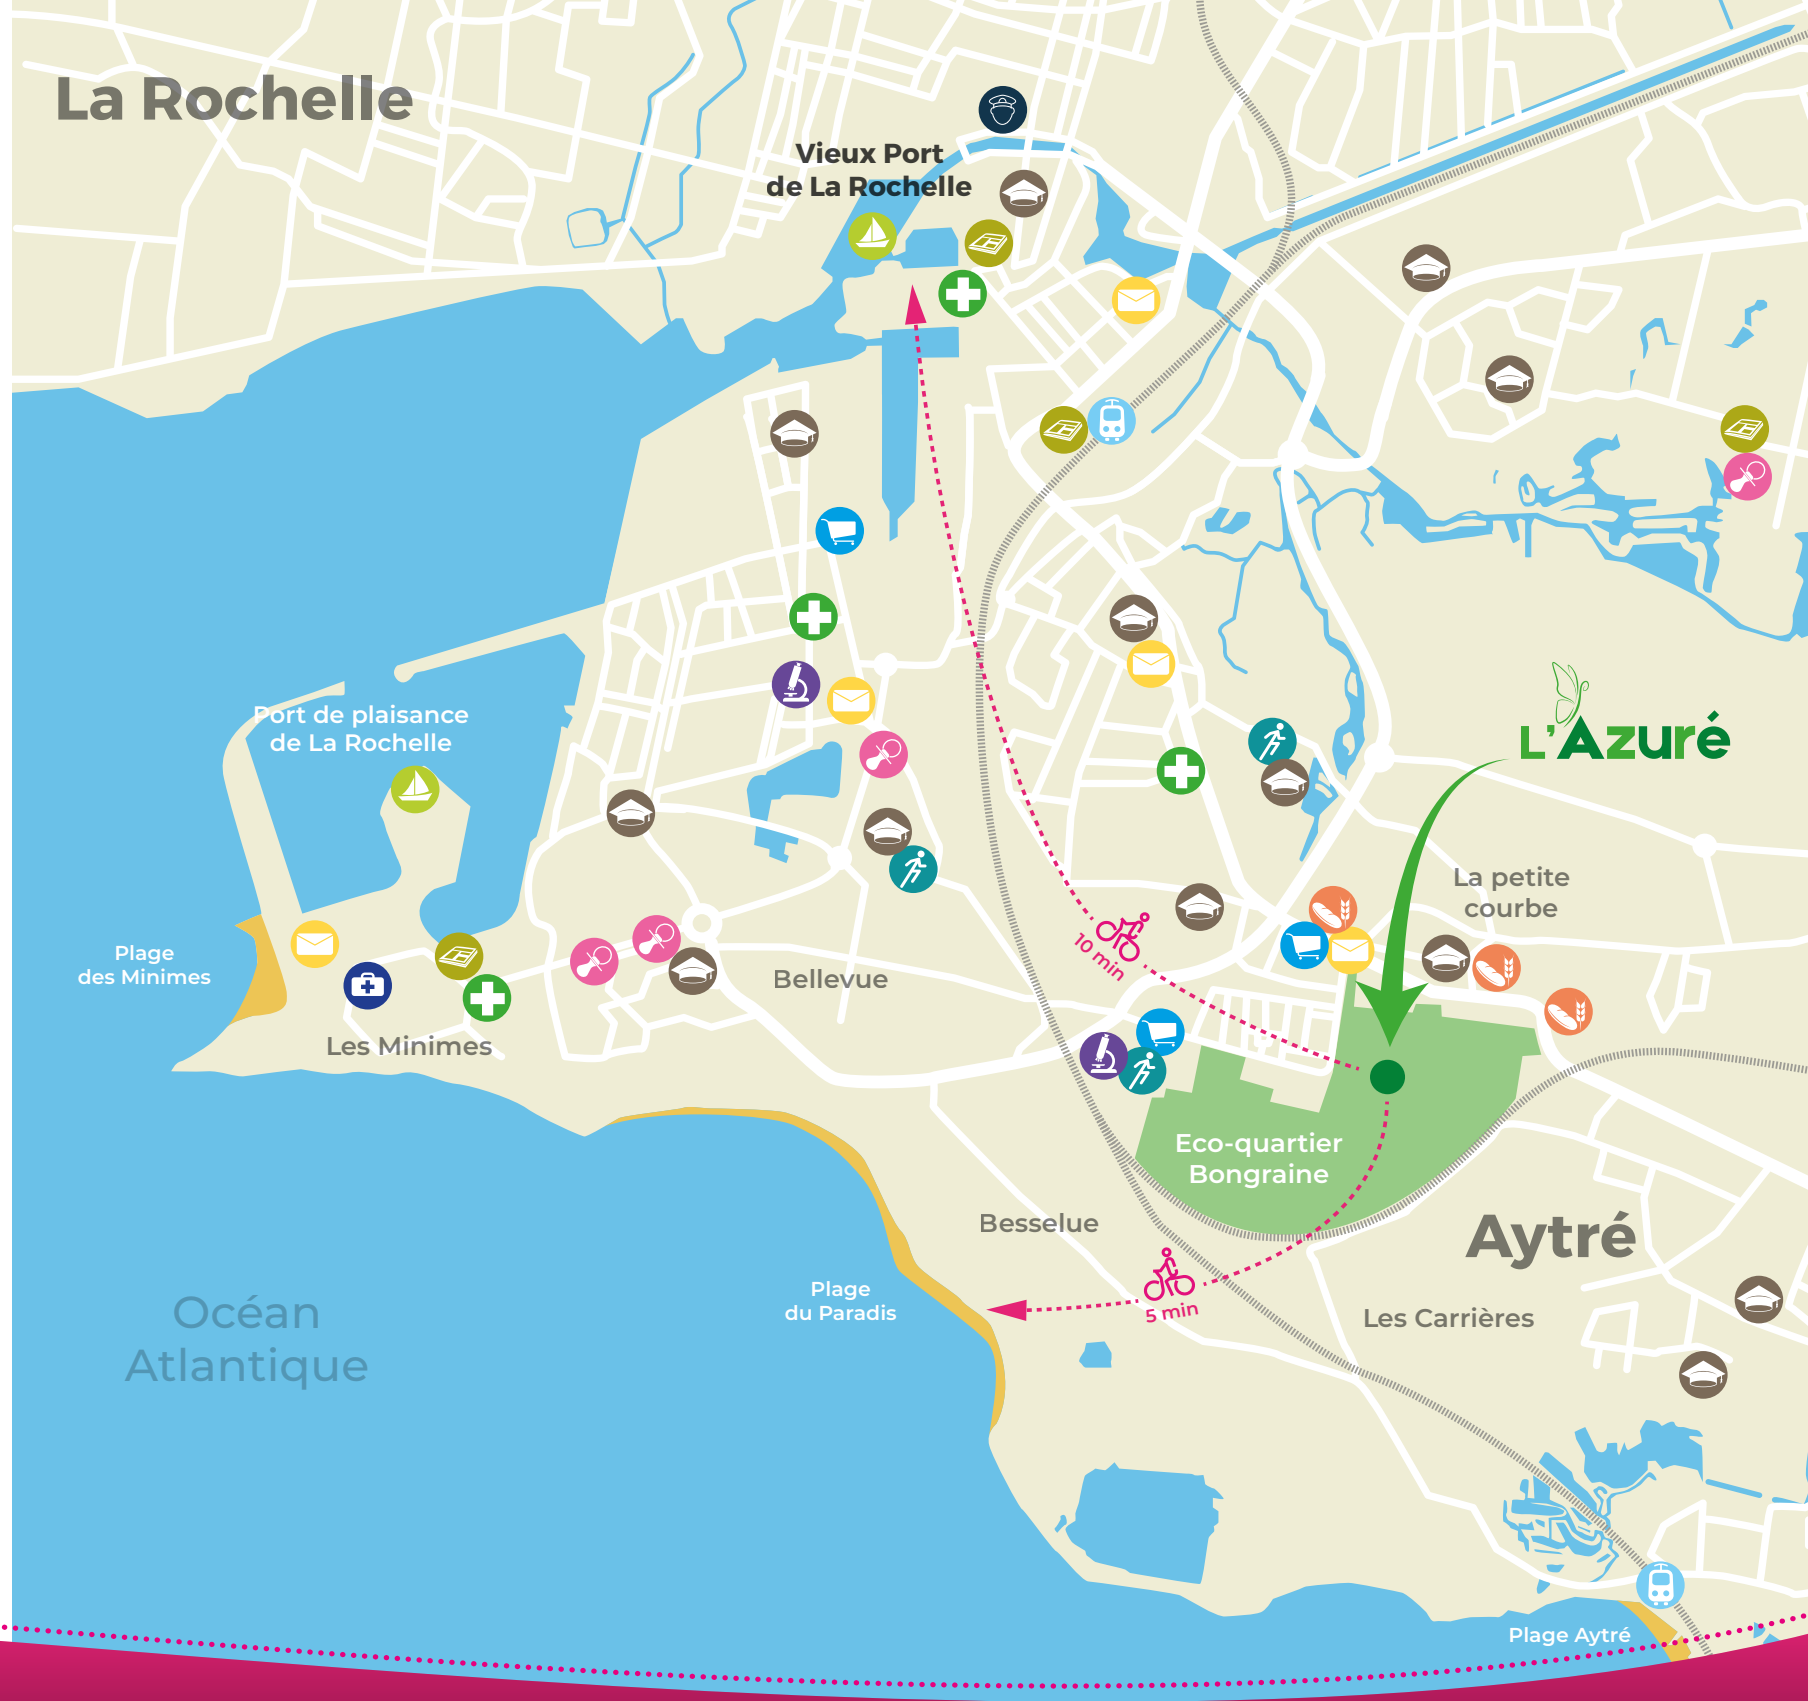 La Rochelle
Vieux Port
de La Rochelle
Port de plaisance
de La Rochelle
L'Azuré
La petite
courbe
Plage
des Minimes
10 min
Bellevue
Les Minimes
Eco-quartier
Bongraine
Besselue
Aytré
Plage
du Paradis
5 min
Les Carrières
Océan
Atlantique
Plage Aytré